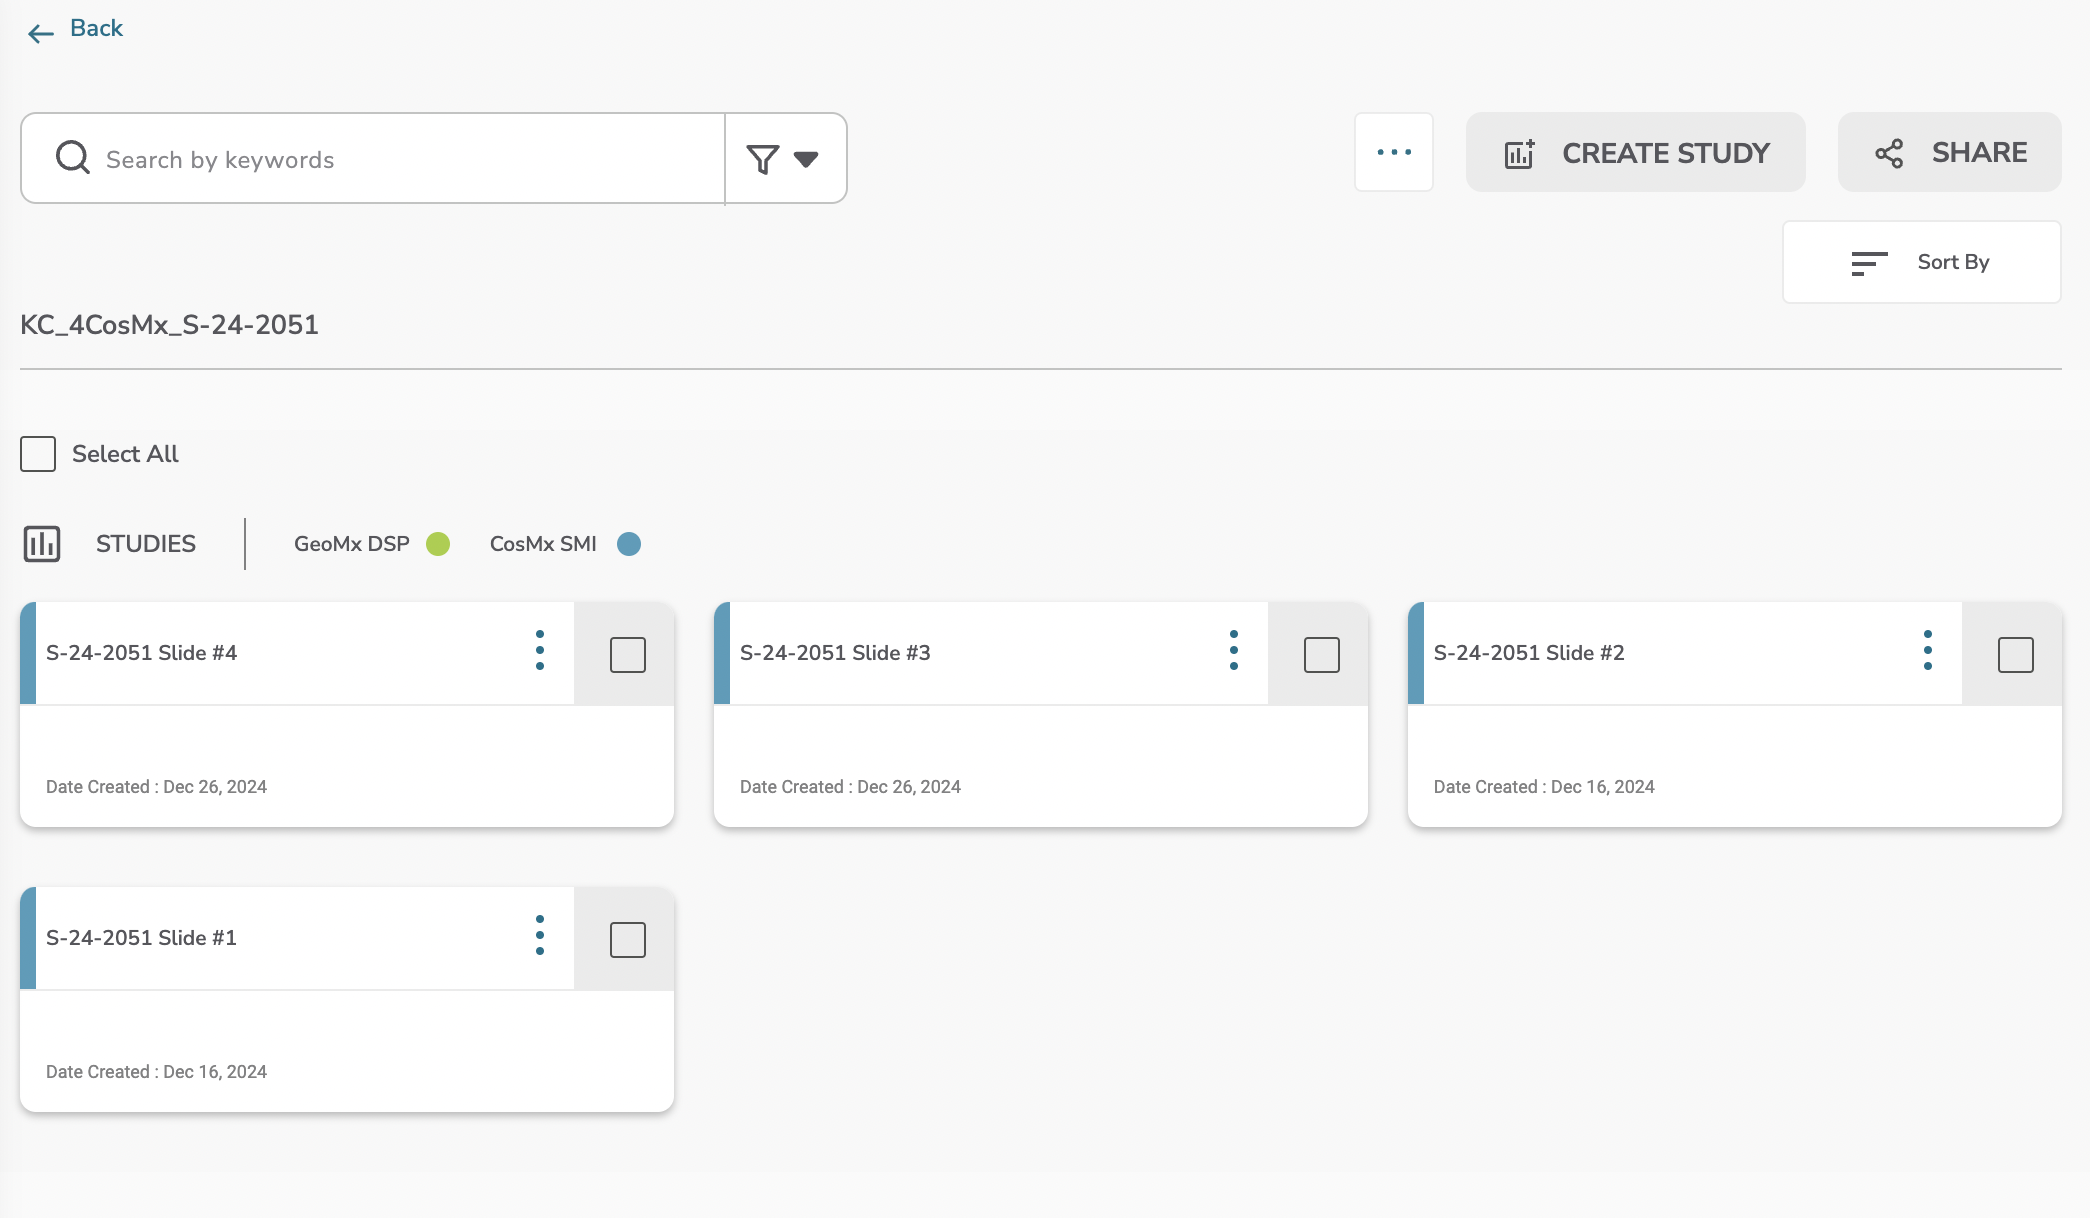 Back
Search by keywords
CREATE STUDY
SHARE
Sort By
KC_4CosMx_S-24-2051
Select All
STUDIES
GeoMx DSP
CosMx SMI
S-24-2051 Slide #4
Date Created : Dec 26, 2024
S-24-2051 Slide #3
Date Created : Dec 26, 2024
S-24-2051 Slide #2
Date Created : Dec 16, 2024
S-24-2051 Slide #1
Date Created : Dec 16, 2024